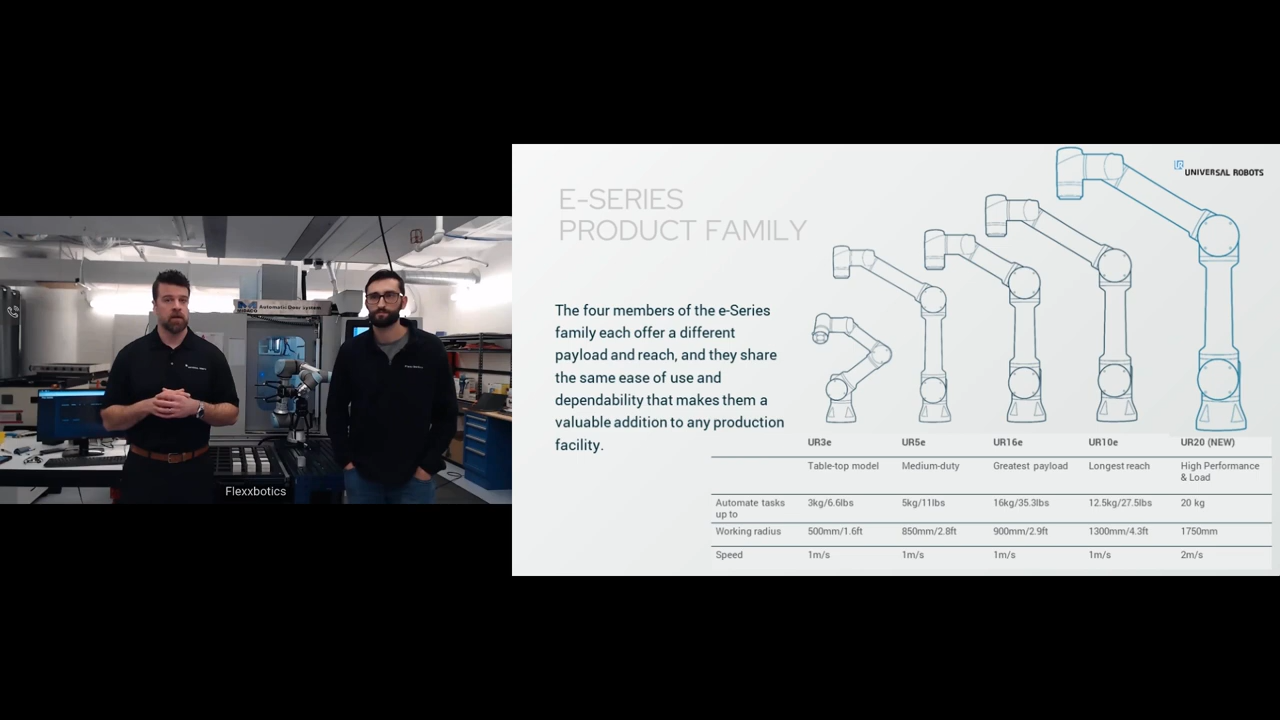 Automatic Door System
Flexxbotics
E-SERIES
PRODUCT FAMILY
UNIVERSAL ROBOTS
The four members of the e-Series
family each offer a different
payload and reach, and they share
the same ease of use and
dependability that makes them a
valuable addition to any production
facility.
UR3e UR5e UR16e UR10e UR20 (NEW)
Table-top model Medium-duty Greatest payload Longest reach High Performance
& Load
Automate tasks 3kg/6.6lbs 5kg/11lbs 16kg/35.3lbs 12.5kg/27.5lbs 20 kg
up to
Working radius 500mm/1.6ft 850mm/2.8ft 900mm/2.9ft 1300mm/4.3ft 1750mm
Speed 1m/s 1m/s 1m/s 1m/s 2m/s